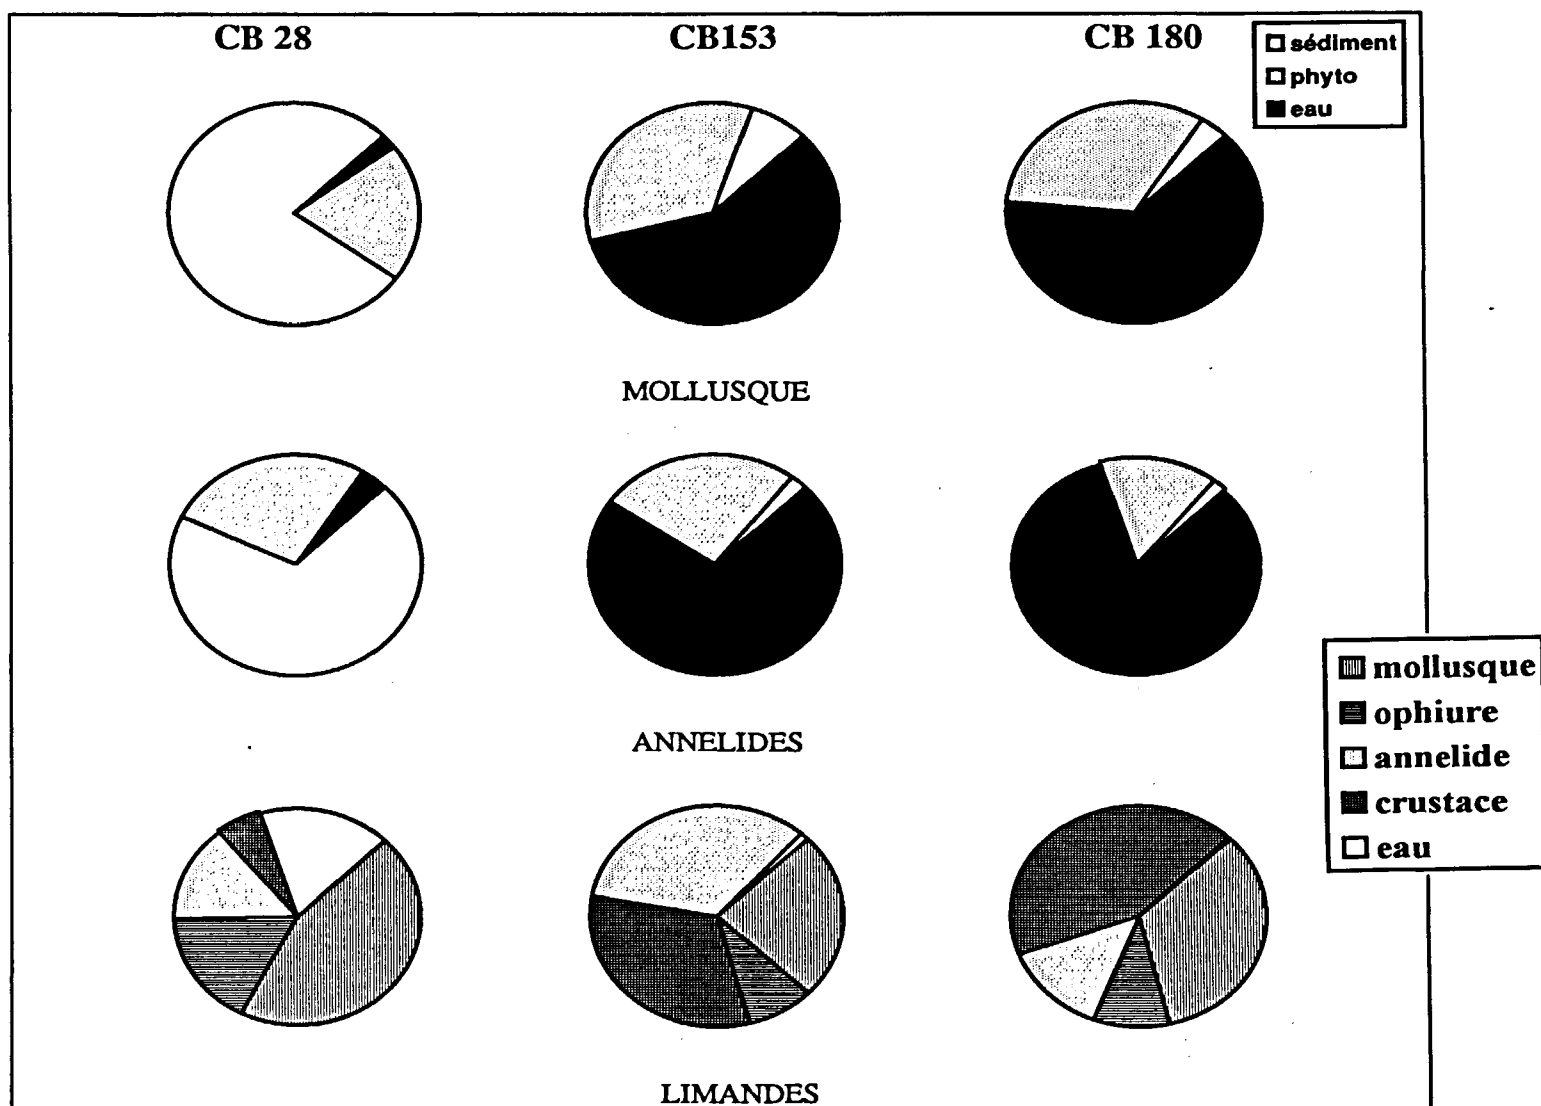 CB 28
CB153
CB 180
sédiment
phyto
eau
MOLLUSQUE
ANNELIDES
mollusque
ophiure
annelide
crustace
eau
LIMANDES